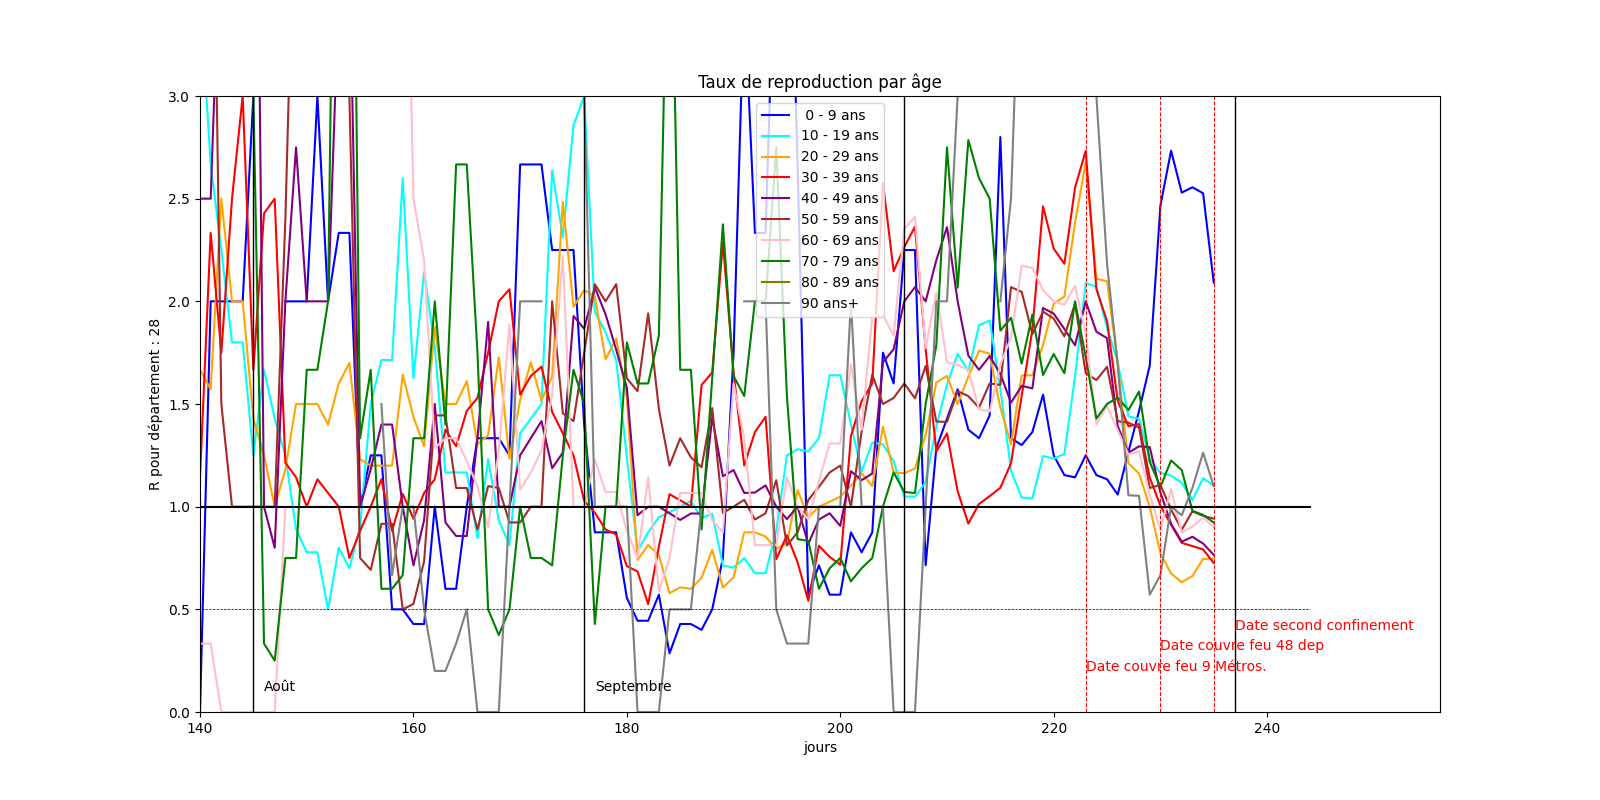 Taux de reproduction par âge
3.0
2.5
2.0
1.5
1.0
0.5
0.0
R pour département : 28
0 - 9 ans
10 - 19 ans
20 - 29 ans
30 - 39 ans
40 - 49 ans
50 - 59 ans
60 - 69 ans
70 - 79 ans
80 - 89 ans
90 ans+
Date second confinement
Date couvre feu 48 dep
Date couvre feu 9 Métros.
Août
Septembre
140
160
180
200
220
240
jours